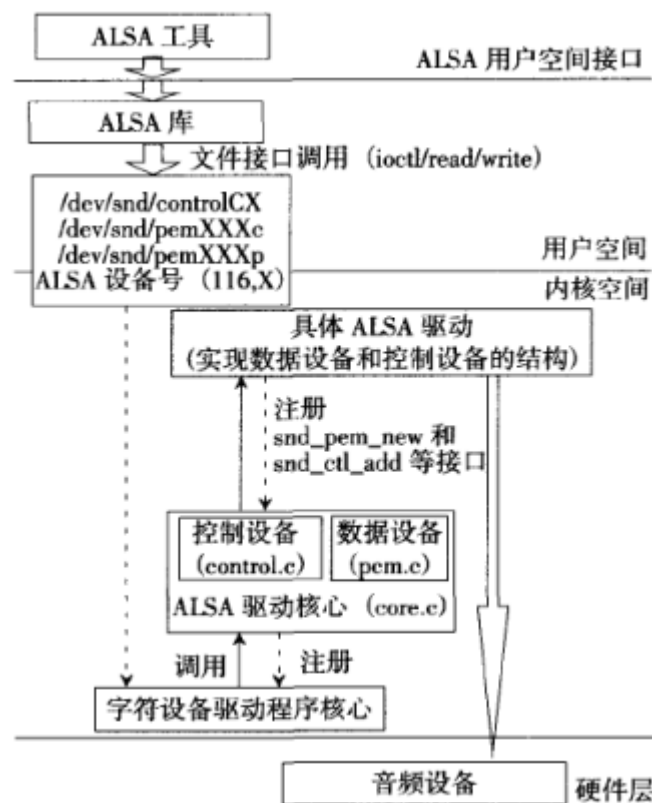 ALSA 工具
ALSA 用户空间接口
ALSA 库
文件接口调用（ioctl/read/write）
/dev/snd/controlCX
/dev/snd/pemXXXc
/dev/snd/pemXXXp
ALSA 设备号（116,X）
用户空间
内核空间
具体 ALSA 驱动
(实现数据设备和控制设备的结构)
注册
snd_pem_new 和
snd_ctl_add 等接口
控制设备
(control.c)
数据设备
(pcm.c)
ALSA 驱动核心（core.c）
调用
注册
字符设备驱动程序核心
音频设备
硬件层